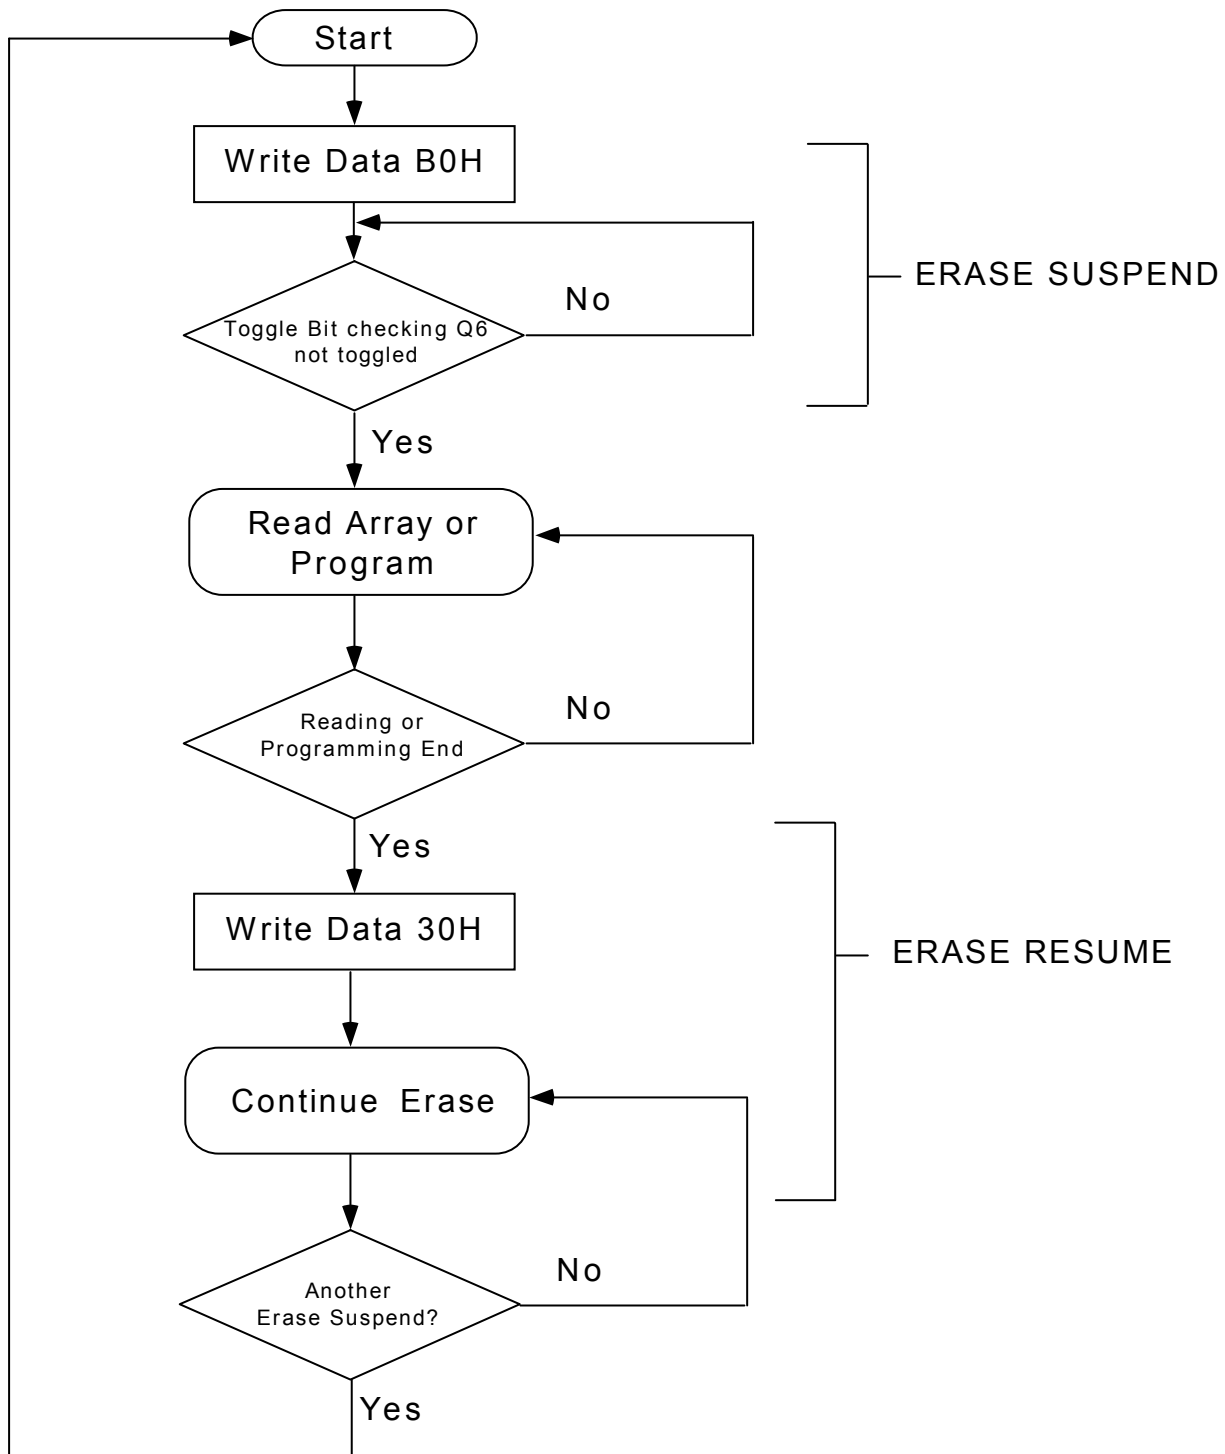 Start
Write Data B0H
ERASE SUSPEND
No
Toggle Bit checking Q6
not toggled
Yes
Read Array or
Program
No
Reading or
Programming End
Yes
Write Data 30H
ERASE RESUME
Continue Erase
No
Another
Erase Suspend?
Yes